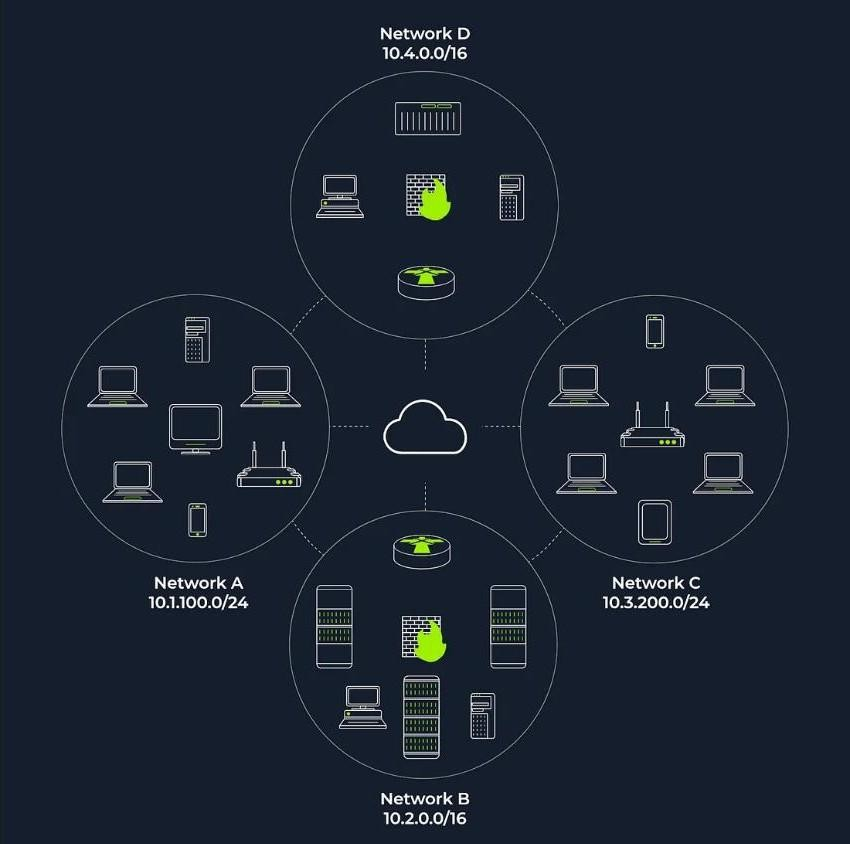 Network D
10.4.0.0/16
Network A
10.1.100.0/24
Network C
10.3.200.0/24
Network B
10.2.0.0/16